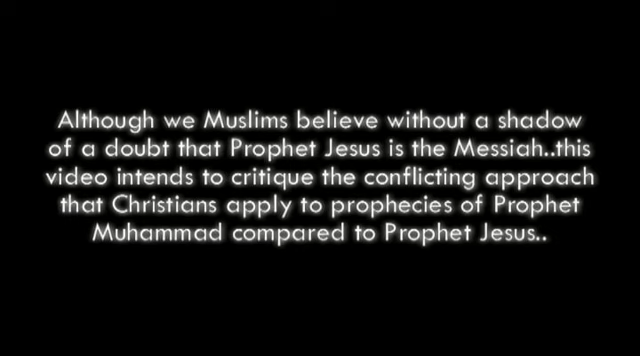 Although we Muslims believe without a shadow
of a doubt that Prophet Jesus is the Messiah..this
video intends to critique the conflicting approach
that Christians apply to prophecies of Prophet
Muhammad compared to Prophet Jesus..